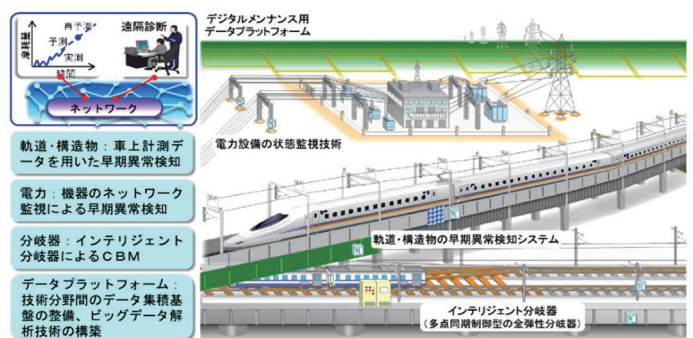 再予測
予測
実測
摩耗量
時間
遠隔診断
ネットワーク
軌道・構造物：車上計測デ
ータを用いた早期異常検知
電力：機器のネットワーク
監視による早期異常検知
分岐器：インテリジェント
分岐器によるＣＢＭ
データプラットフォーム：
技術分野間のデータ集積基
盤の整備、ビッグデータ解
析技術の構築
デジタルメンナンス用
データプラットフォーム
電力設備の状態監視技術
軌道・構造物の早期異常検知システム
インテリジェント分岐器
（多点同期制御型の全弾性分岐器）